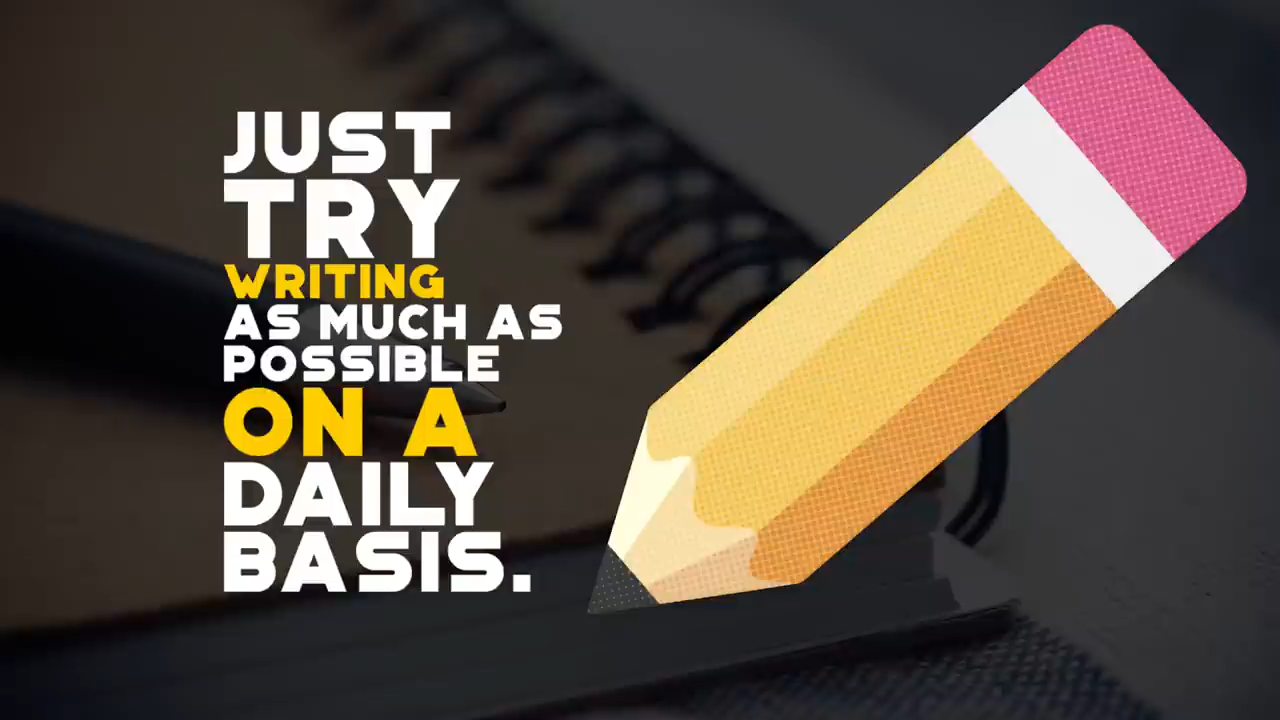 JUST
TRY
WRITING
AS MUCH AS
POSSIBLE
ON A
DAILY
BASIS.